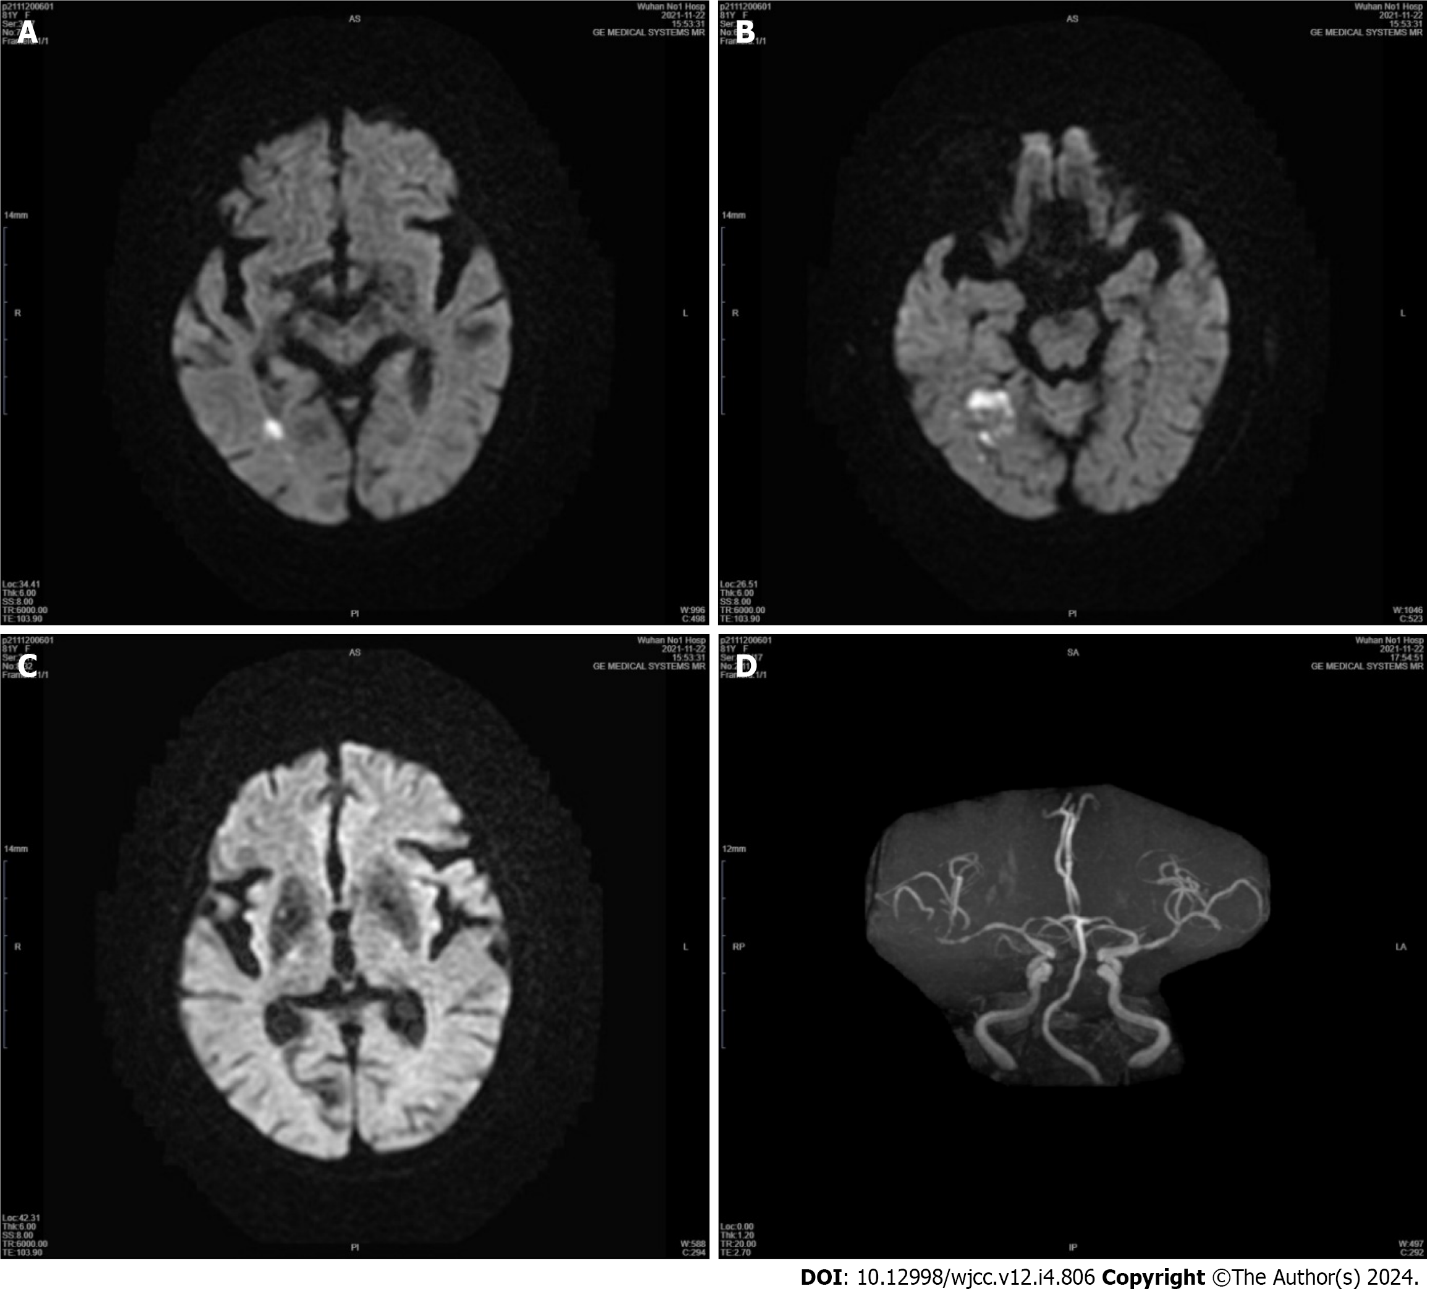 p2111200601
81Y F
A
AS
Wuhan No1 Hosp
2021-11-22
15:53:31
GE MEDICAL SYSTEMS MR
14mm
R
L
Loc:34.41
Thk:6.00
SS:8.00
TR:6000.00
TE:103.90
PI
W:996
C:498
p2111200601
81Y F
B
AS
Wuhan No1 Hosp
2021-11-22
15:53:31
GE MEDICAL SYSTEMS MR
14mm
R
L
Loc:26.51
Thk:6.00
SS:8.00
TR:6000.00
TE:103.90
PI
W:1046
C:523
p2111200601
81Y F
C
AS
Wuhan No1 Hosp
2021-11-22
15:53:31
GE MEDICAL SYSTEMS MR
14mm
R
L
Loc:42.31
Thk:6.00
SS:8.00
TR:6000.00
TE:103.90
PI
W:588
C:294
p2111200601
81Y F
D
SA
Wuhan No1 Hosp
2021-11-22
17:54:51
GE MEDICAL SYSTEMS MR
12mm
RP
LA
Loc:0.00
Thk:1.20
TR:20.00
TE:2.70
IP
W:497
C:292
DOI: 10.12998/wjcc.v12.i4.806 Copyright ©The Author(s) 2024.